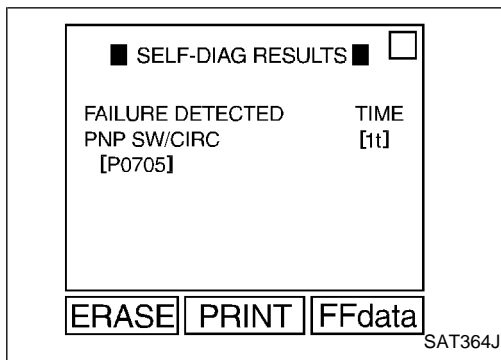 SELF-DIAG RESULTS
FAILURE DETECTED TIME
PNP SW/CIRC [1t]
[P0705]
ERASE PRINT FFdata
SAT364J